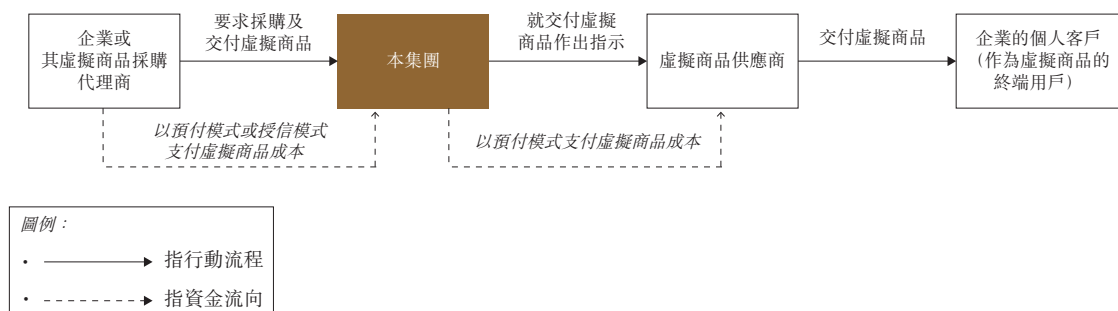 企業或
其虛擬商品採購
代理商
要求採購及
交付虛擬商品
本集團
就交付虛擬
商品作出指示
虛擬商品供應商
交付虛擬商品
企業的個人客戶
(作為虛擬商品的
終端用戶)
以預付模式或授信模式
支付虛擬商品成本
以預付模式支付虛擬商品成本
圖例：
• 指行動流程
• 指資金流向